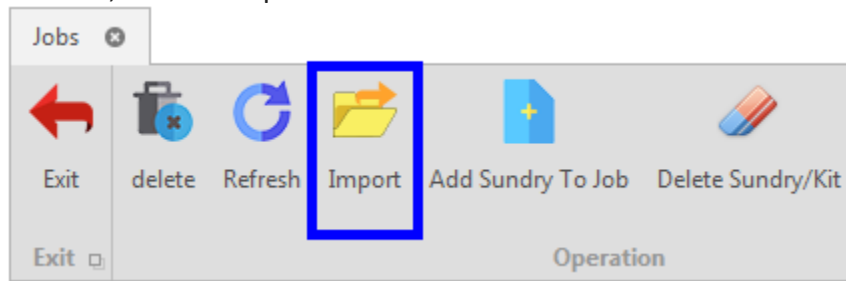 Jobs
Exit delete Refresh Import Add Sundry To Job Delete Sundry/Kit
Exit Operation